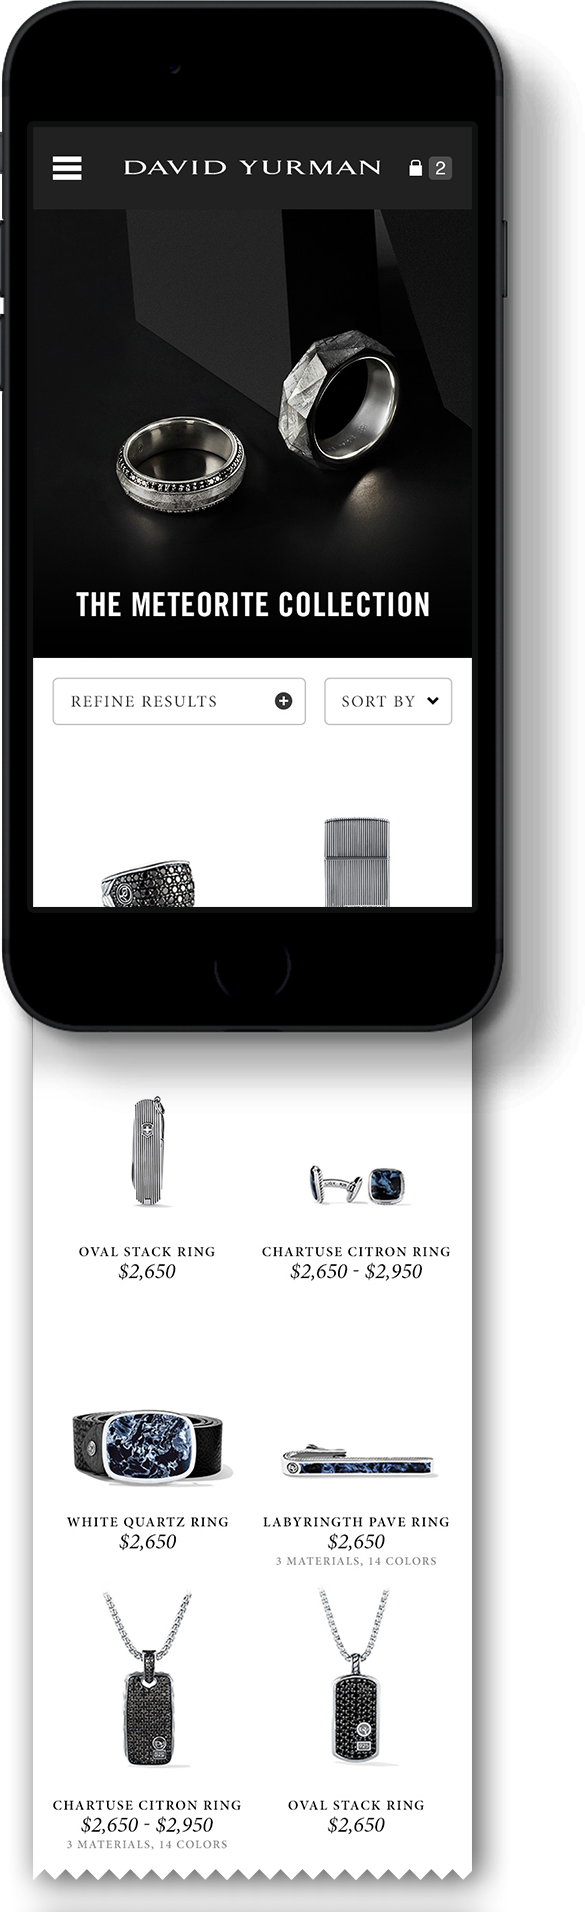 DAVID YURMAN
2
THE METEORITE COLLECTION
REFINE RESULTS
SORT BY
OVAL STACK RING
$2,650
CHARTUSE CITRON RING
$2,650 - $2,950
WHITE QUARTZ RING
$2,650
LABYRINGTH PAVE RING
$2,650
3 MATERIALS, 14 COLORS
CHARTUSE CITRON RING
$2,650 - $2,950
3 MATERIALS, 14 COLORS
OVAL STACK RING
$2,650